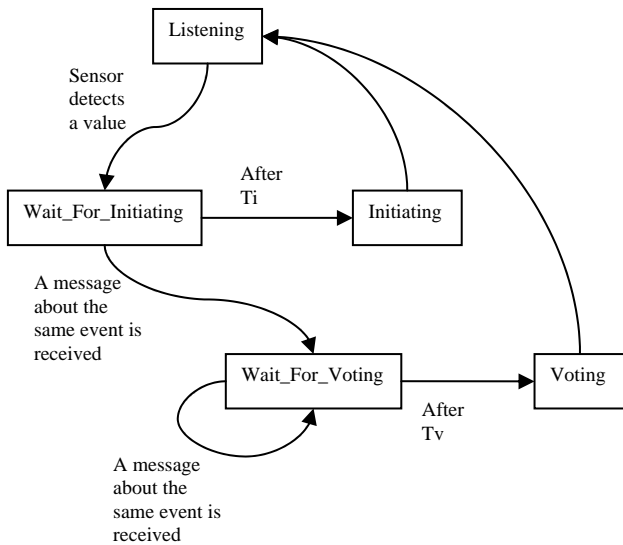 Listening
Sensor
detects
a value
After
Ti
Wait_For_Initiating
Initiating
A message
about the
same event is
received
Wait_For_Voting
Voting
After
Tv
A message
about the
same event is
received